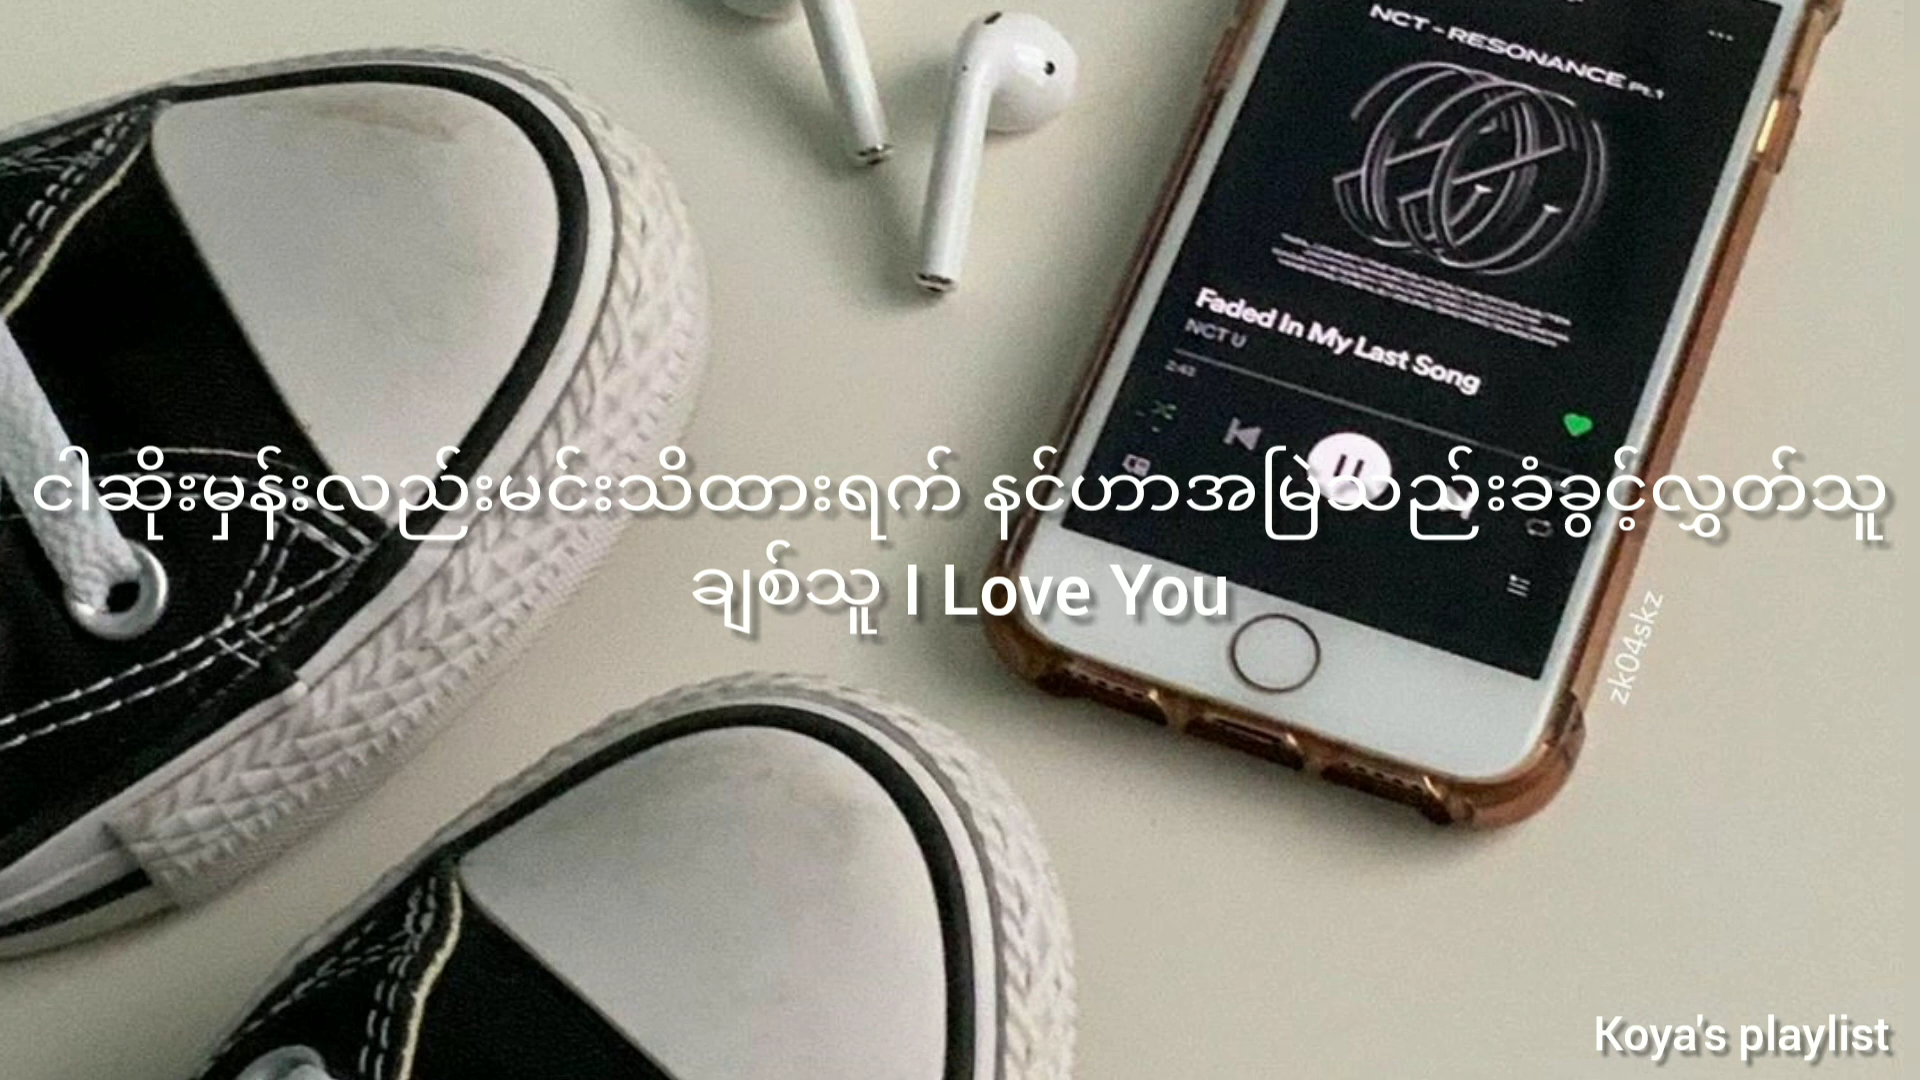 NCT - RESONANCE Pt.1
Faded In My Last Song
NCT U
2:43
ငါဆိုးမှန်းလည်းမင်းသိထားရက် နင်ဟာအမြဲသည်းခံခွင့်လွှတ်သူ
ချစ်သူ I Love You
zk04skz
Koya's playlist